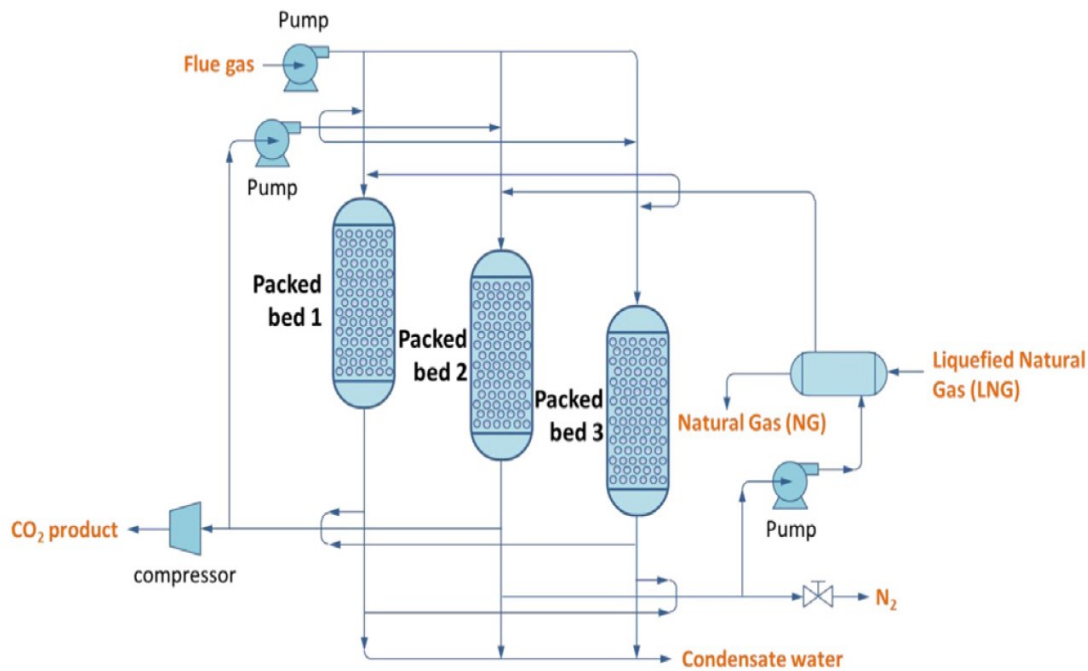 Pump
Flue gas
Pump
Packed
bed 1
Packed
bed 2
Packed
bed 3
Liquefied Natural
Gas (LNG)
Natural Gas (NG)
Pump
CO₂ product
compressor
N₂
Condensate water